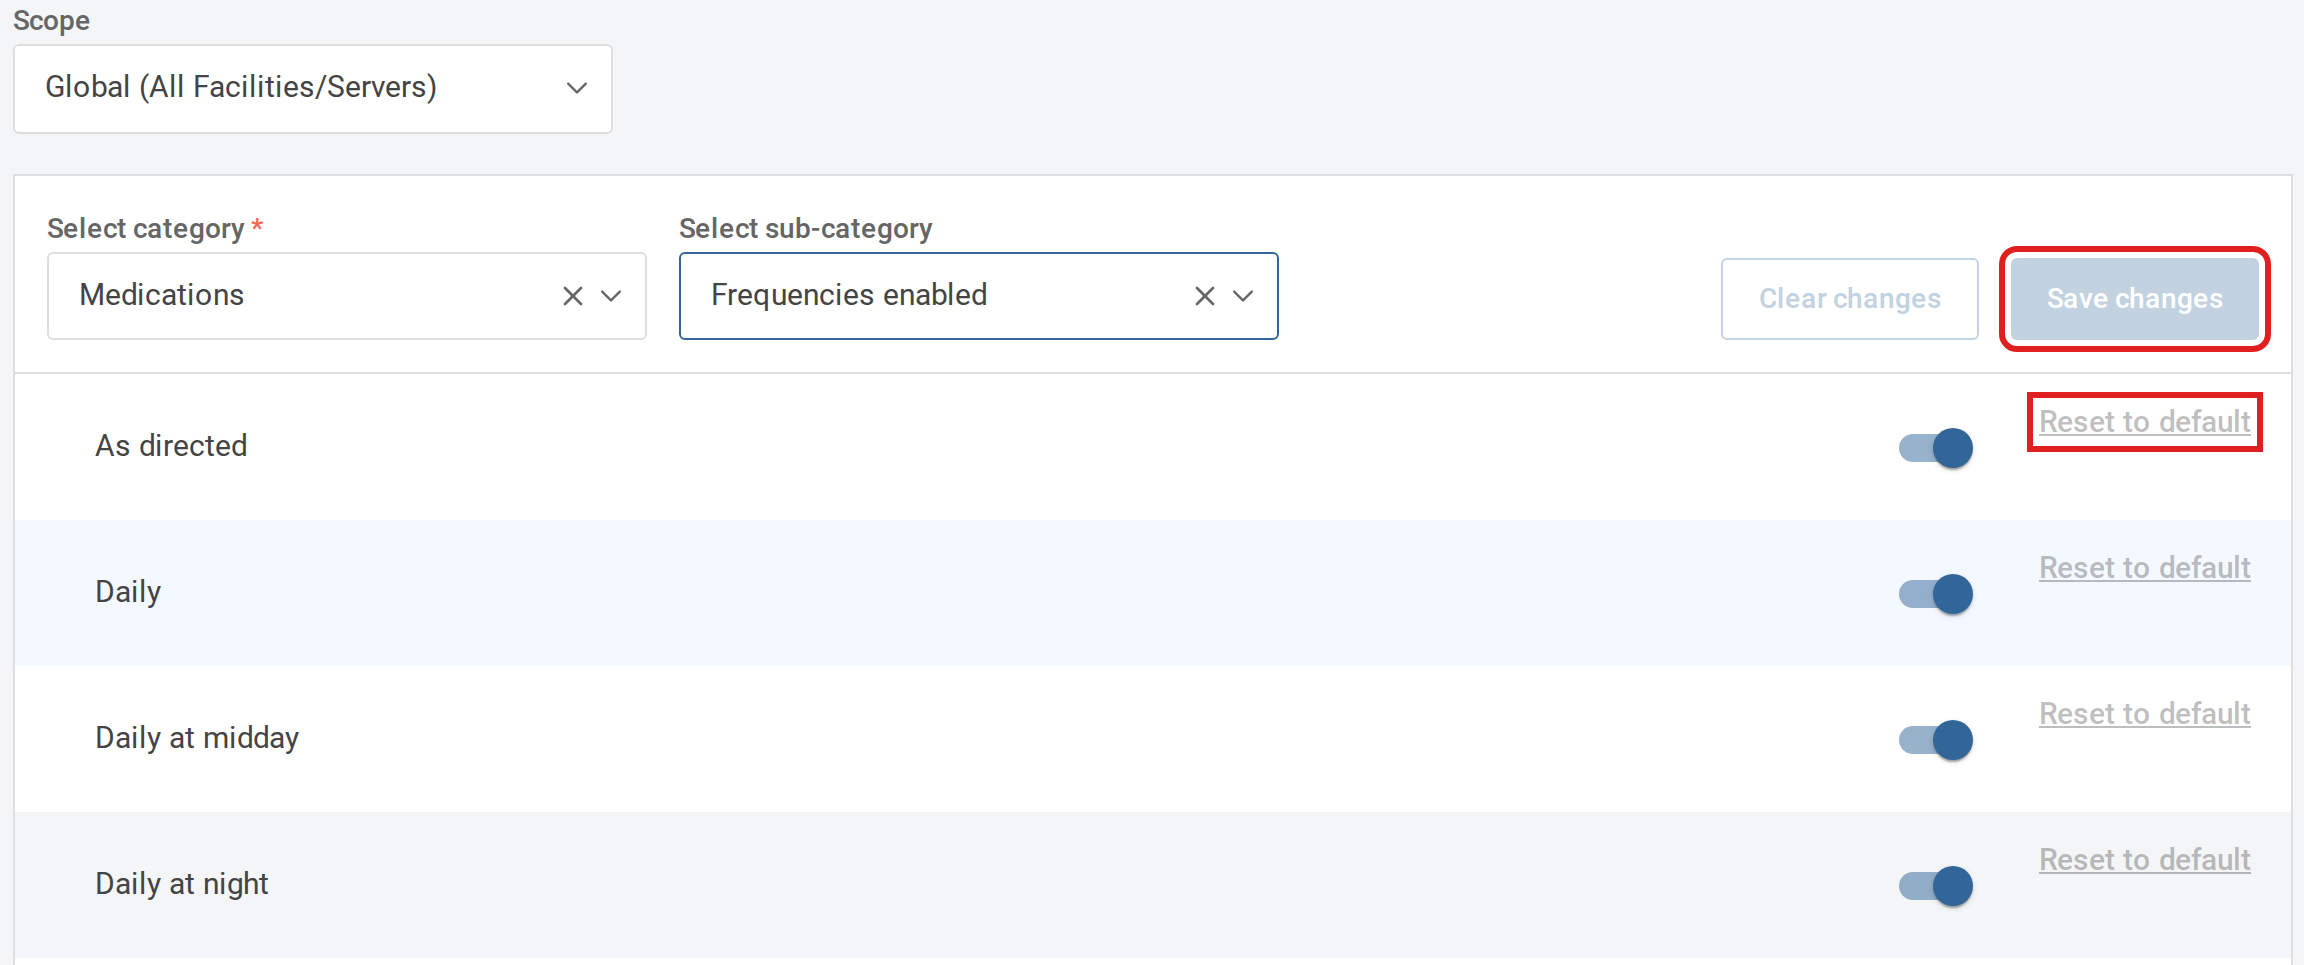 Scope
Global (All Facilities/Servers)
Select category *
Select sub-category
Medications
Frequencies enabled
Clear changes
Save changes
As directed
Reset to default
Daily
Reset to default
Daily at midday
Reset to default
Daily at night
Reset to default